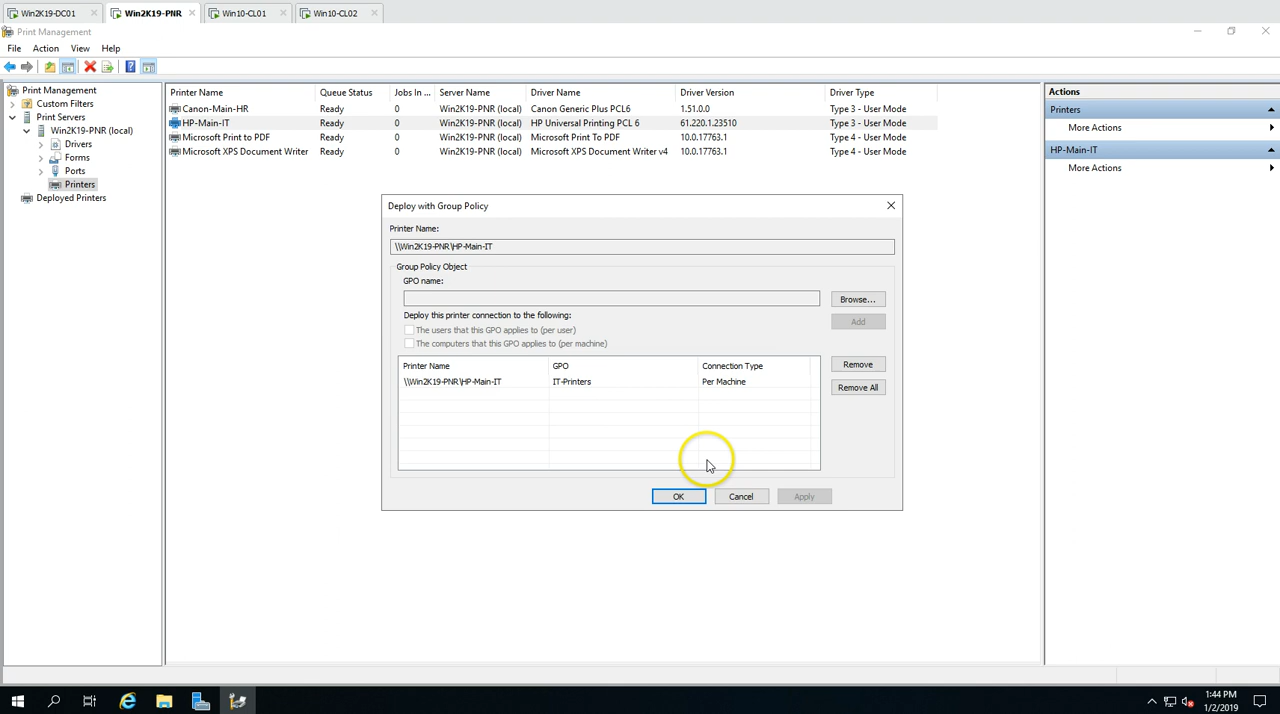 Win2K19-DC01
Win2K19-PNR
Win10-CL01
Win10-CL02
Print Management
File Action View Help
Print Management
Custom Filters
Print Servers
Win2K19-PNR (local)
Drivers
Forms
Ports
Printers
Deployed Printers
Printer Name Queue Status Jobs In ... Server Name Driver Name Driver Version Driver Type
Canon-Main-HR Ready 0 Win2K19-PNR (local) Canon Generic Plus PCL6 1.51.0.0 Type 3 - User Mode
HP-Main-IT Ready 0 Win2K19-PNR (local) HP Universal Printing PCL 6 61.220.1.23510 Type 3 - User Mode
Microsoft Print to PDF Ready 0 Win2K19-PNR (local) Microsoft Print To PDF 10.0.17763.1 Type 4 - User Mode
Microsoft XPS Document Writer Ready 0 Win2K19-PNR (local) Microsoft XPS Document Writer v4 10.0.17763.1 Type 4 - User Mode
Actions
Printers
More Actions
HP-Main-IT
More Actions
Deploy with Group Policy
Printer Name:
\\Win2K19-PNR\HP-Main-IT
Group Policy Object
GPO name:
Browse...
Deploy this printer connection to the following:
Add
The users that this GPO applies to (per user)
The computers that this GPO applies to (per machine)
Printer Name GPO Connection Type
\\Win2K19-PNR\HP-Main-IT IT-Printers Per Machine
Remove
Remove All
OK Cancel Apply
1:44 PM
1/2/2019